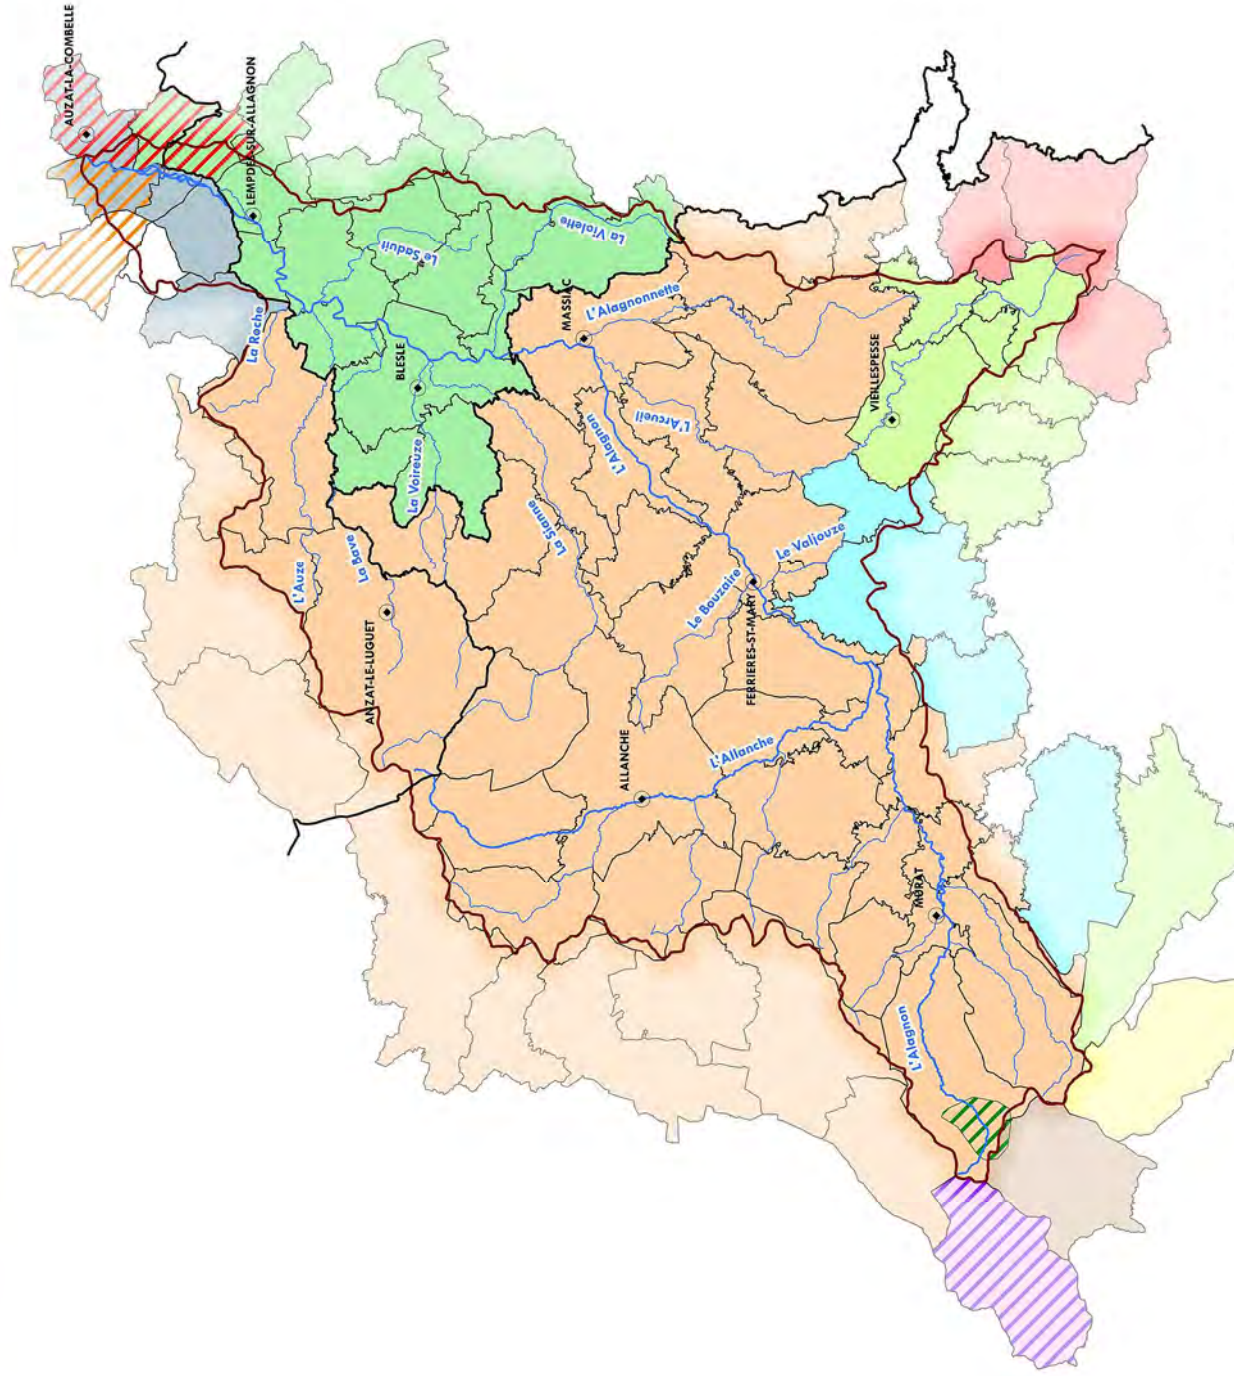 AUZAT-LA-COMBELLE
LEMPDES-SUR-ALLAGNON
La Violette
Le Saduit
La Roche
MASSIAC
L'Alagnonnette
BLESLE
VIEILLESPESSE
L'Arcueil
L'Alagnon
La Voireuze
La Sianne
Le Valjouze
La Bave
L'Auze
Le Bouzaire
FERRIERES-ST-MARY
ANZAT-LE-LUGUET
L'Allanche
ALLANCHE
MURAT
L'Alagnon